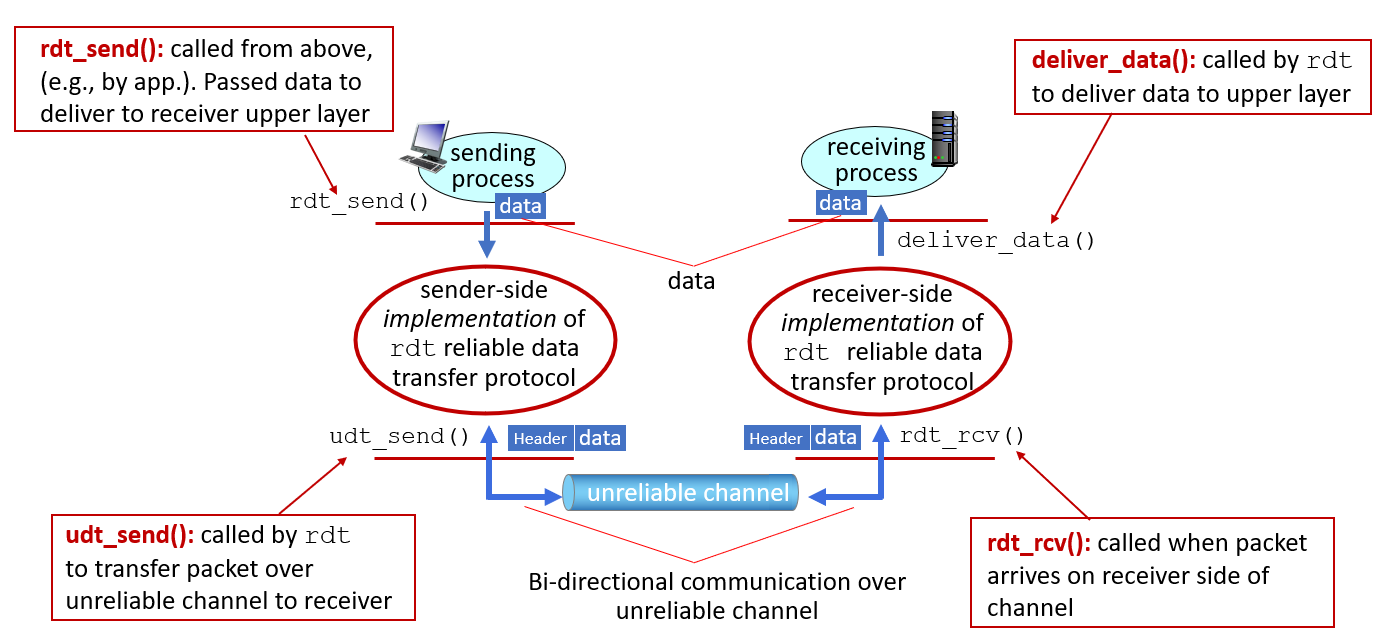 rdt_send(): called from above,
(e.g., by app.). Passed data to
deliver to receiver upper layer
deliver_data(): called by rdt
to deliver data to upper layer
sending
process
receiving
process
rdt_send()
data
data
deliver_data()
data
sender-side
implementation of
rdt reliable data
transfer protocol
receiver-side
implementation of
rdt reliable data
transfer protocol
udt_send()
Header data
Header data
rdt_rcv()
unreliable channel
udt_send(): called by rdt
to transfer packet over
unreliable channel to receiver
Bi-directional communication over
unreliable channel
rdt_rcv(): called when packet
arrives on receiver side of
channel